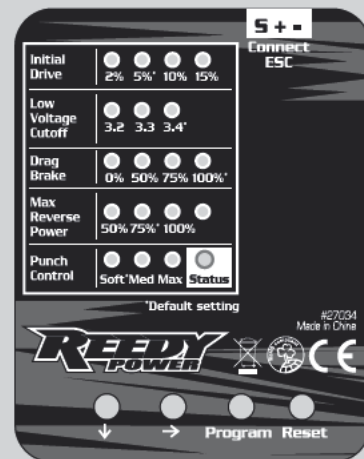 S + -
Connect
ESC
Initial
Drive
2% 5%* 10% 15%
Low
Voltage
Cutoff
3.2 3.3 3.4*
Drag
Brake
0% 50% 75% 100%*
Max
Reverse
Power
50% 75%* 100%
Punch
Control
Soft* Med Max Status
*Default setting
#27034
Made in China
REEDY
POWER
CE
↓ → Program Reset